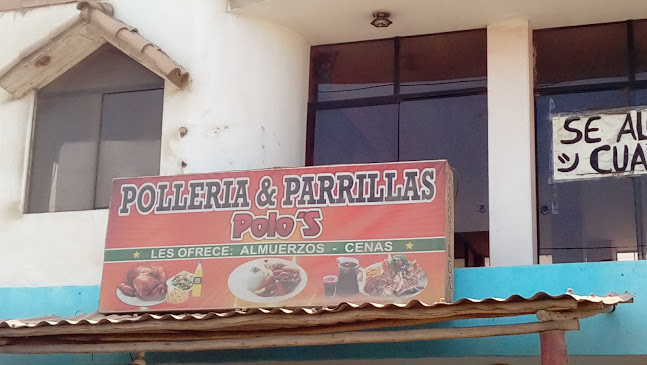 POLLERIA & PARRILLAS
Polo´S
LES OFRECE: ALMUERZOS - CENAS
SE AL
CUA